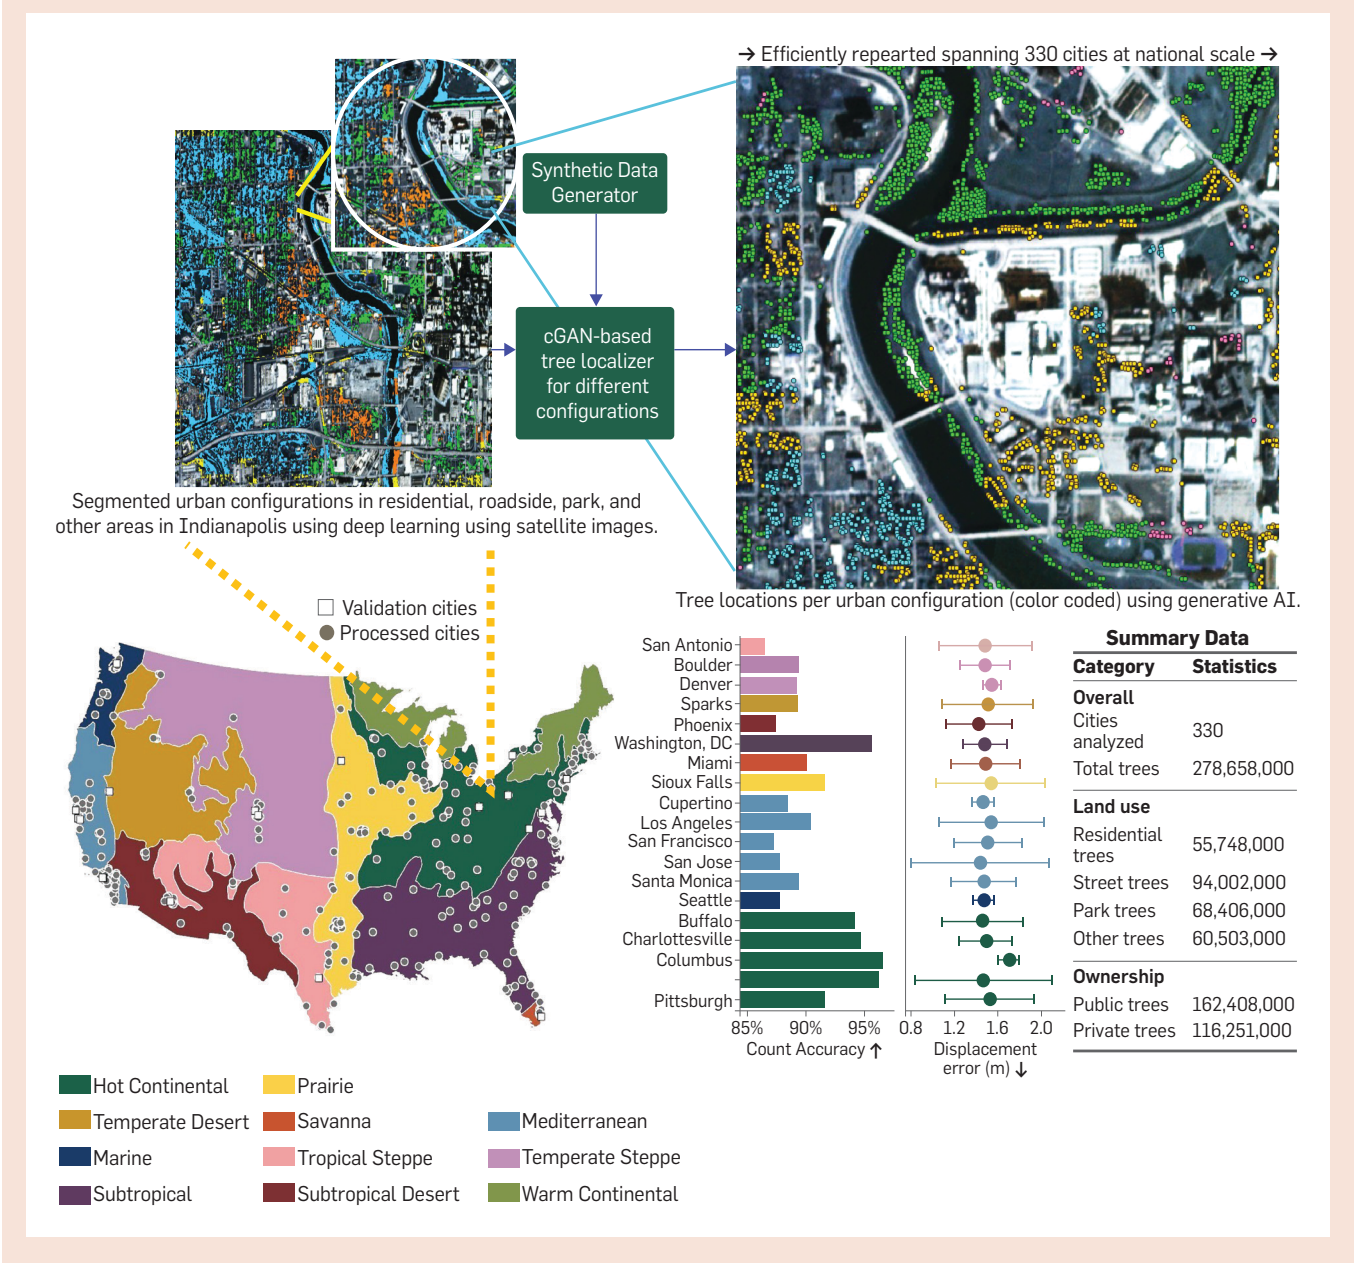 → Efficiently repearted spanning 330 cities at national scale →
Synthetic Data
Generator
cGAN-based
tree localizer
for different
configurations
Segmented urban configurations in residential, roadside, park, and
other areas in Indianapolis using deep learning using satellite images.
Tree locations per urban configuration (color coded) using generative AI.
Validation cities
Processed cities
San Antonio
Boulder
Denver
Sparks
Phoenix
Washington, DC
Miami
Sioux Falls
Cupertino
Los Angeles
San Francisco
San Jose
Santa Monica
Seattle
Buffalo
Charlottesville
Columbus
Pittsburgh
85% 90% 95%
Count Accuracy ↑
0.8 1.2 1.6 2.0
Displacement
error (m) ↓
Summary Data
Category Statistics
Overall
Cities
analyzed 330
Total trees 278,658,000
Land use
Residential
trees 55,748,000
Street trees 94,002,000
Park trees 68,406,000
Other trees 60,503,000
Ownership
Public trees 162,408,000
Private trees 116,251,000
Hot Continental
Temperate Desert
Marine
Subtropical
Prairie
Savanna
Tropical Steppe
Subtropical Desert
Mediterranean
Temperate Steppe
Warm Continental